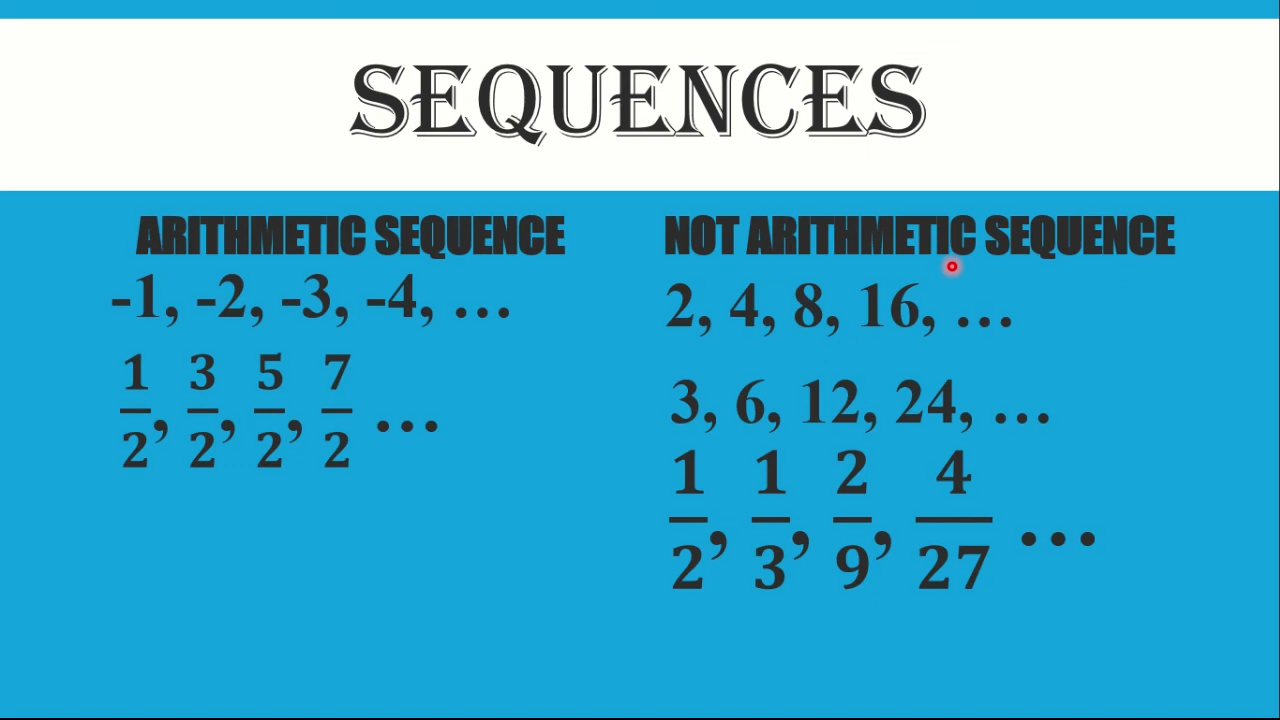 SEQUENCES
ARITHMETIC SEQUENCE
-1, -2, -3, -4, …
1/2, 3/2, 5/2, 7/2 …
NOT ARITHMETIC SEQUENCE
2, 4, 8, 16, …
3, 6, 12, 24, …
1/2, 1/3, 2/9, 4/27 …